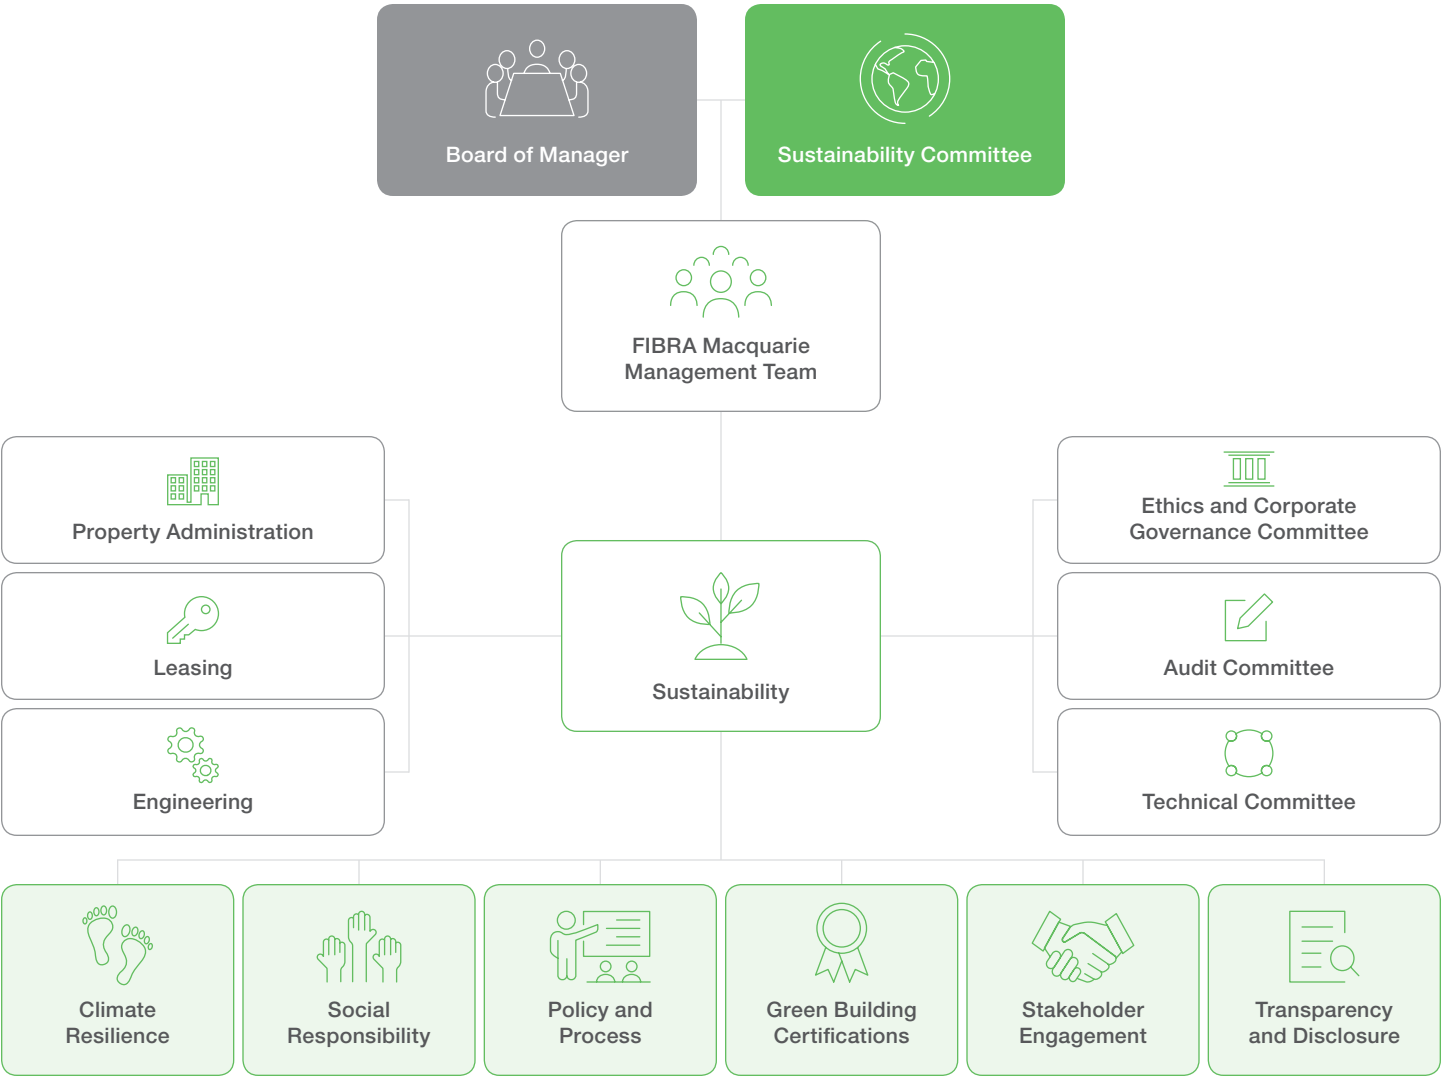 Board of Manager
Sustainability Committee
FIBRA Macquarie
Management Team
Property Administration
Leasing
Engineering
Sustainability
Ethics and Corporate
Governance Committee
Audit Committee
Technical Committee
Climate
Resilience
Social
Responsibility
Policy and
Process
Green Building
Certifications
Stakeholder
Engagement
Transparency
and Disclosure